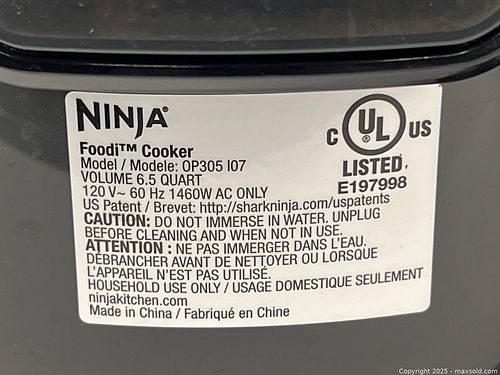 NINJA®
Foodi™ Cooker
Model / Modele: OP305 I07
VOLUME 6.5 QUART
120 V~ 60 Hz 1460W AC ONLY
US Patent / Brevet: http://sharkninja.com/uspatents
CAUTION: DO NOT IMMERSE IN WATER. UNPLUG
BEFORE CLEANING AND WHEN NOT IN USE.
ATTENTION : NE PAS IMMERGER DANS L'EAU.
DÉBRANCHER AVANT DE NETTOYER OU LORSQUE
L'APPAREIL N'EST PAS UTILISÉ.
HOUSEHOLD USE ONLY / USAGE DOMESTIQUE SEULEMENT
ninjakitchen.com
Made in China / Fabriqué en Chine
C UL® US
LISTED.
E197998
Copyright 2025 - maxsold.com